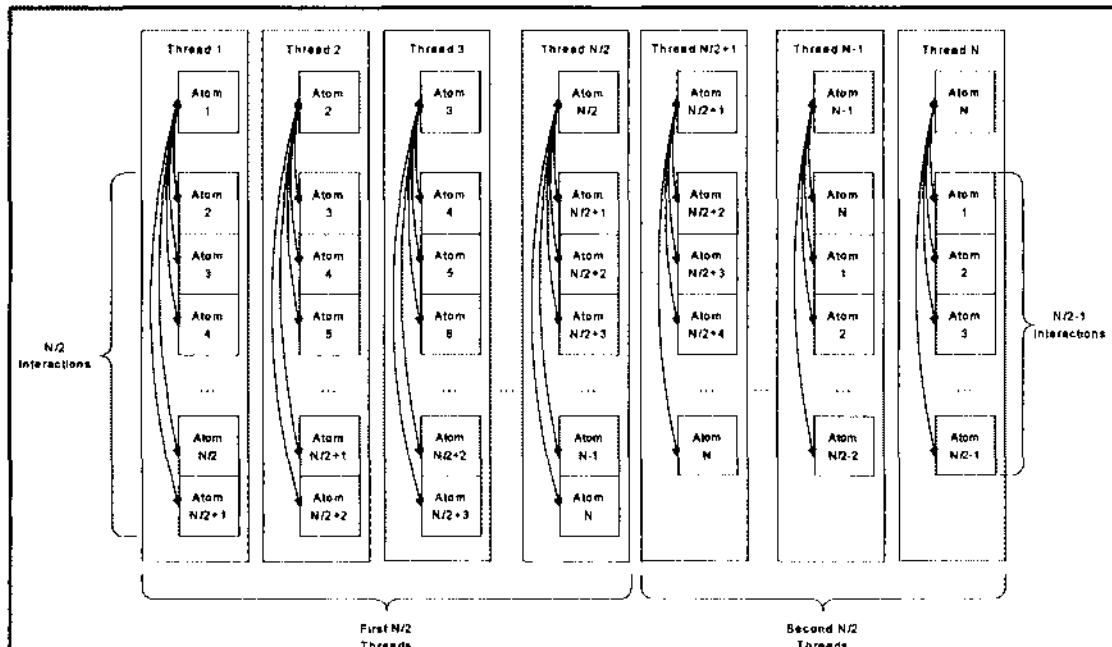 Thread 1
Thread 2
Thread 3
Thread N/2
Thread N/2+1
Thread N-1
Thread N
Atom
1
Atom
2
Atom
3
Atom
N/2
Atom
N/2+1
Atom
N-1
Atom
N
Atom
2
Atom
3
Atom
4
Atom
N/2+1
Atom
N/2+2
Atom
N
Atom
1
Atom
3
Atom
4
Atom
5
Atom
N/2+2
Atom
N/2+3
Atom
1
Atom
2
Atom
4
Atom
5
Atom
6
Atom
N/2+3
Atom
N/2+4
Atom
2
Atom
3
N/2
Interactions
N/2-1
Interactions
... ... ... ... ... ... ... ... ...
Atom
N/2
Atom
N/2+1
Atom
N/2+2
Atom
N-1
Atom
N
Atom
N/2-2
Atom
N/2-1
Atom
N/2+1
Atom
N/2+2
Atom
N/2+3
Atom
N
First N/2
Threads
Second N/2
Threads